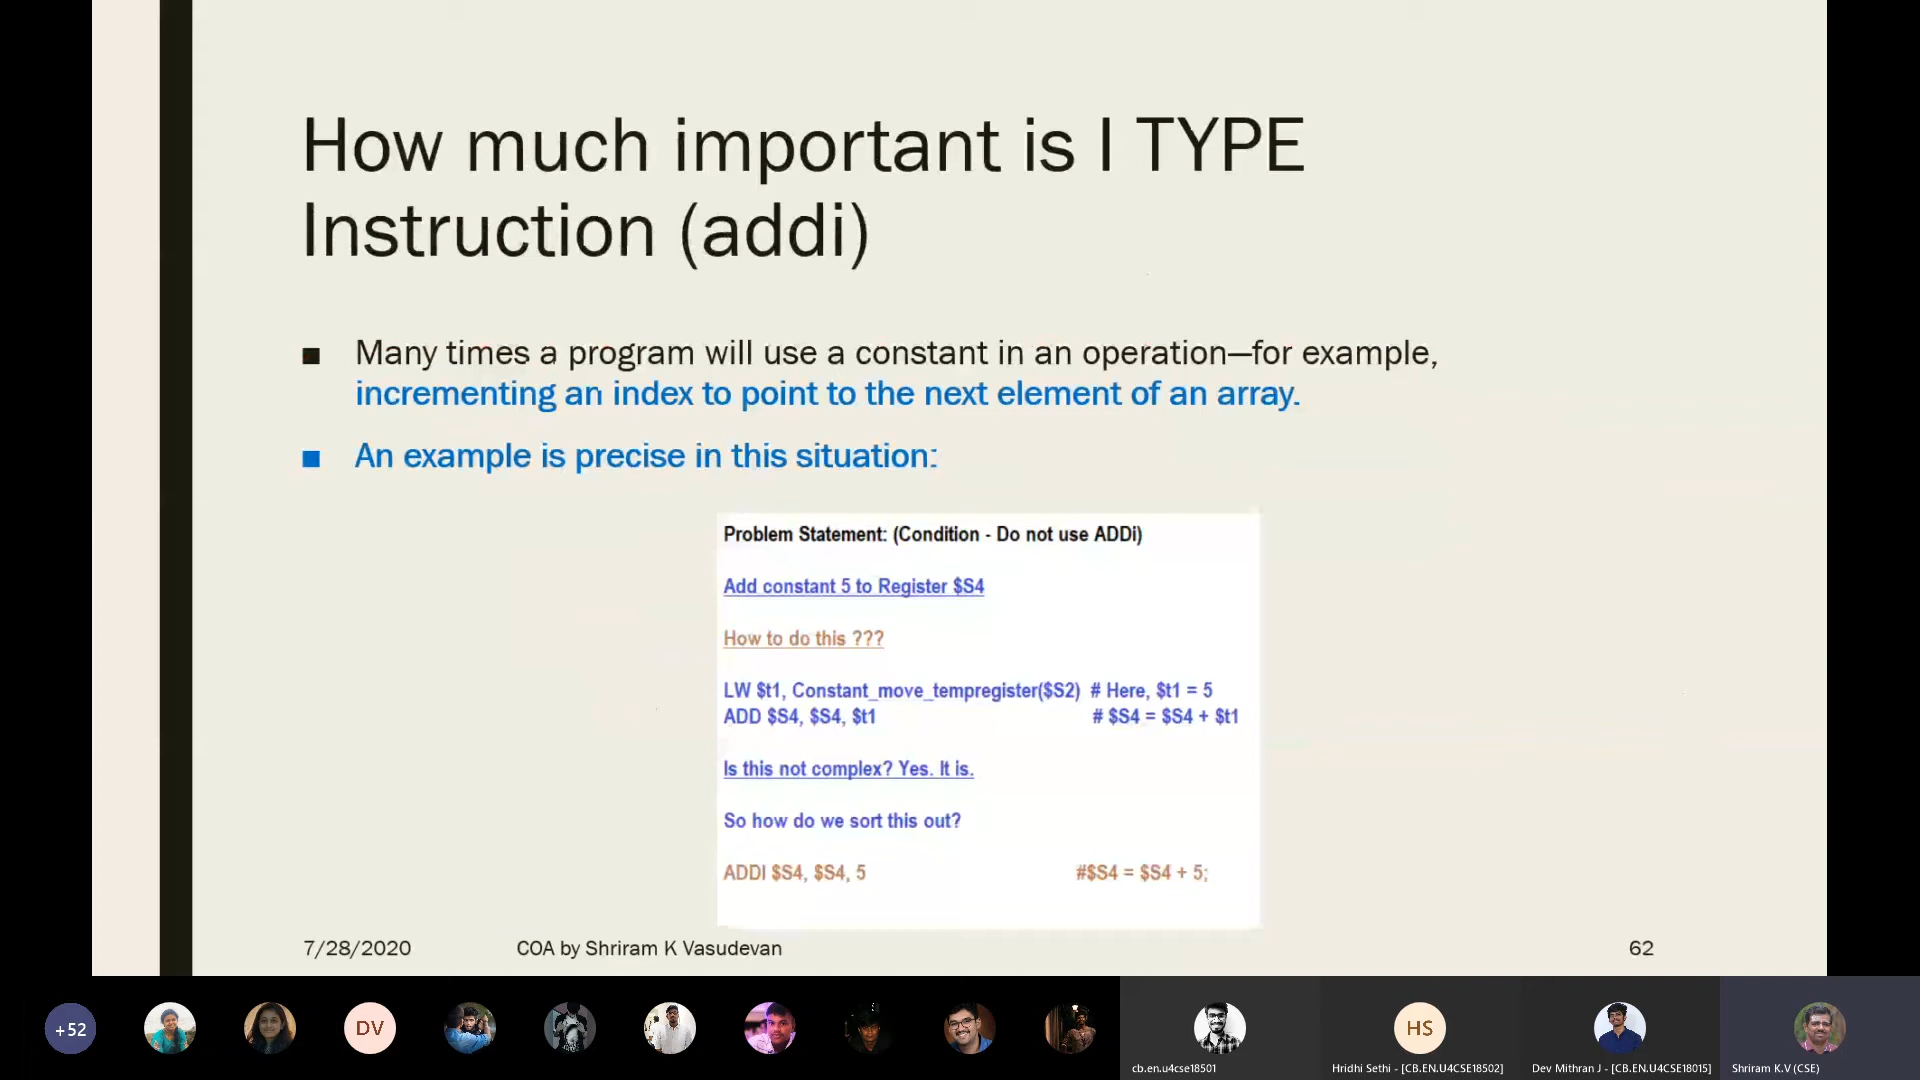 How much important is I TYPE
Instruction (addi)
■ Many times a program will use a constant in an operation—for example,
incrementing an index to point to the next element of an array.
■ An example is precise in this situation:
Problem Statement: (Condition - Do not use ADDi)
Add constant 5 to Register $S4
How to do this ???
LW $t1, Constant_move_tempregister($S2) # Here, $t1 = 5
ADD $S4, $S4, $t1 # $S4 = $S4 + $t1
Is this not complex? Yes. It is.
So how do we sort this out?
ADDI $S4, $S4, 5 #$S4 = $S4 + 5;
7/28/2020 COA by Shriram K Vasudevan 62
+52 DV HS
cb.en.u4cse18501 Hridhi Sethi - [CB.EN.U4CSE18502] Dev Mithran J - [CB.EN.U4CSE18015] Shriram K.V (CSE)